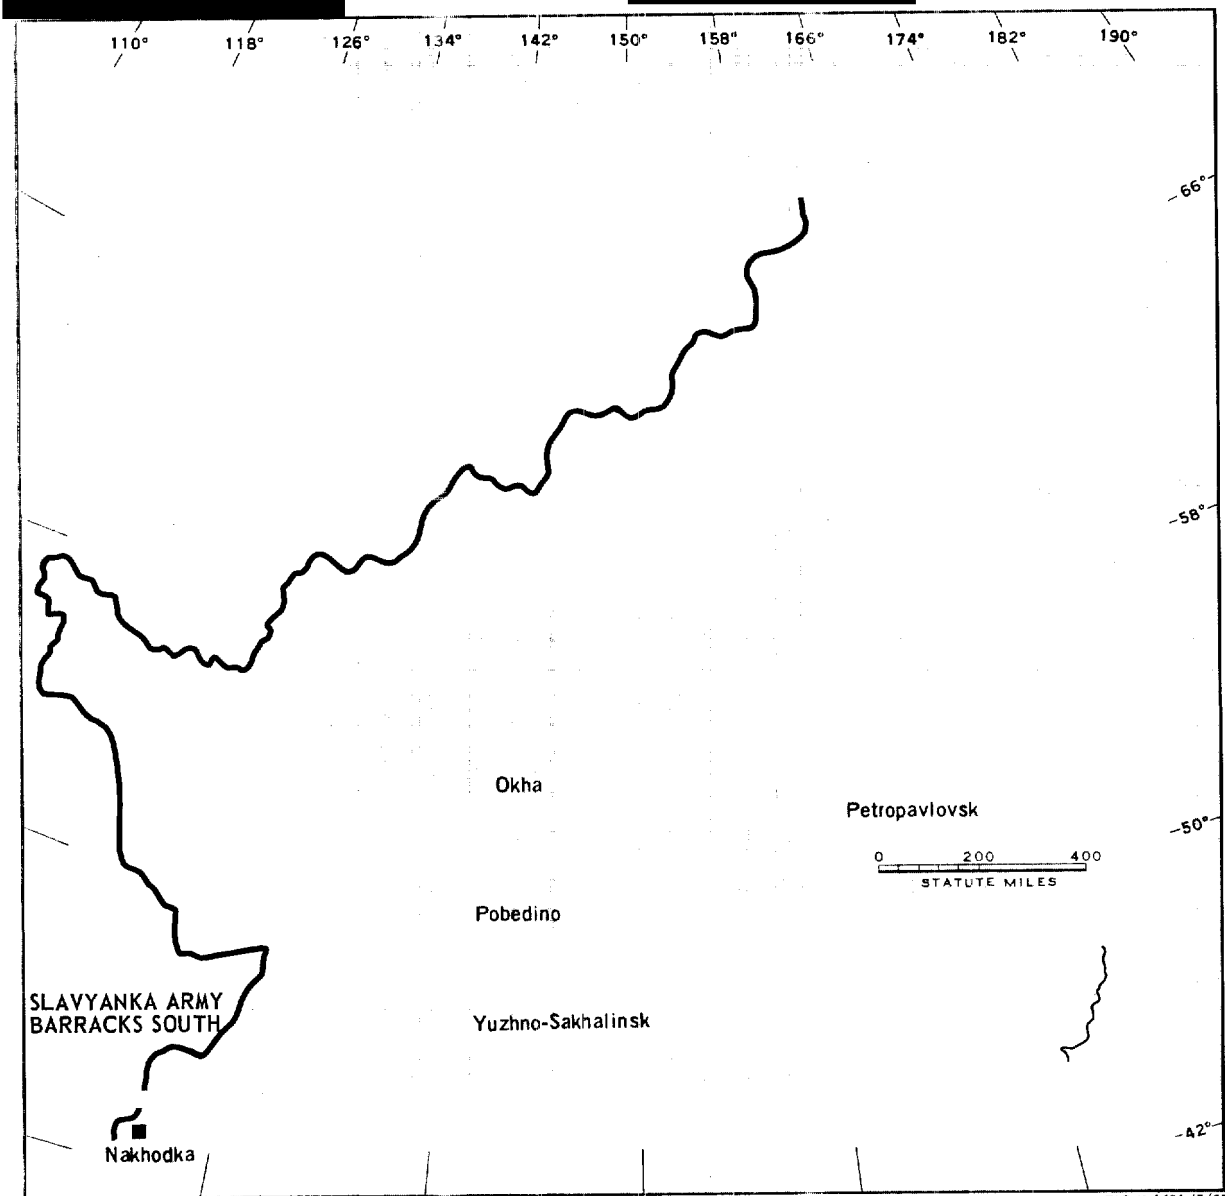 110° 118° 126° 134° 142° 150° 158° 166° 174° 182° 190°
66°
58°
Okha
Petropavlovsk
50°
0 200 400
STATUTE MILES
Pobedino
SLAVYANKA ARMY
BARRACKS SOUTH
Yuzhno-Sakhalinsk
42°
Nakhodka